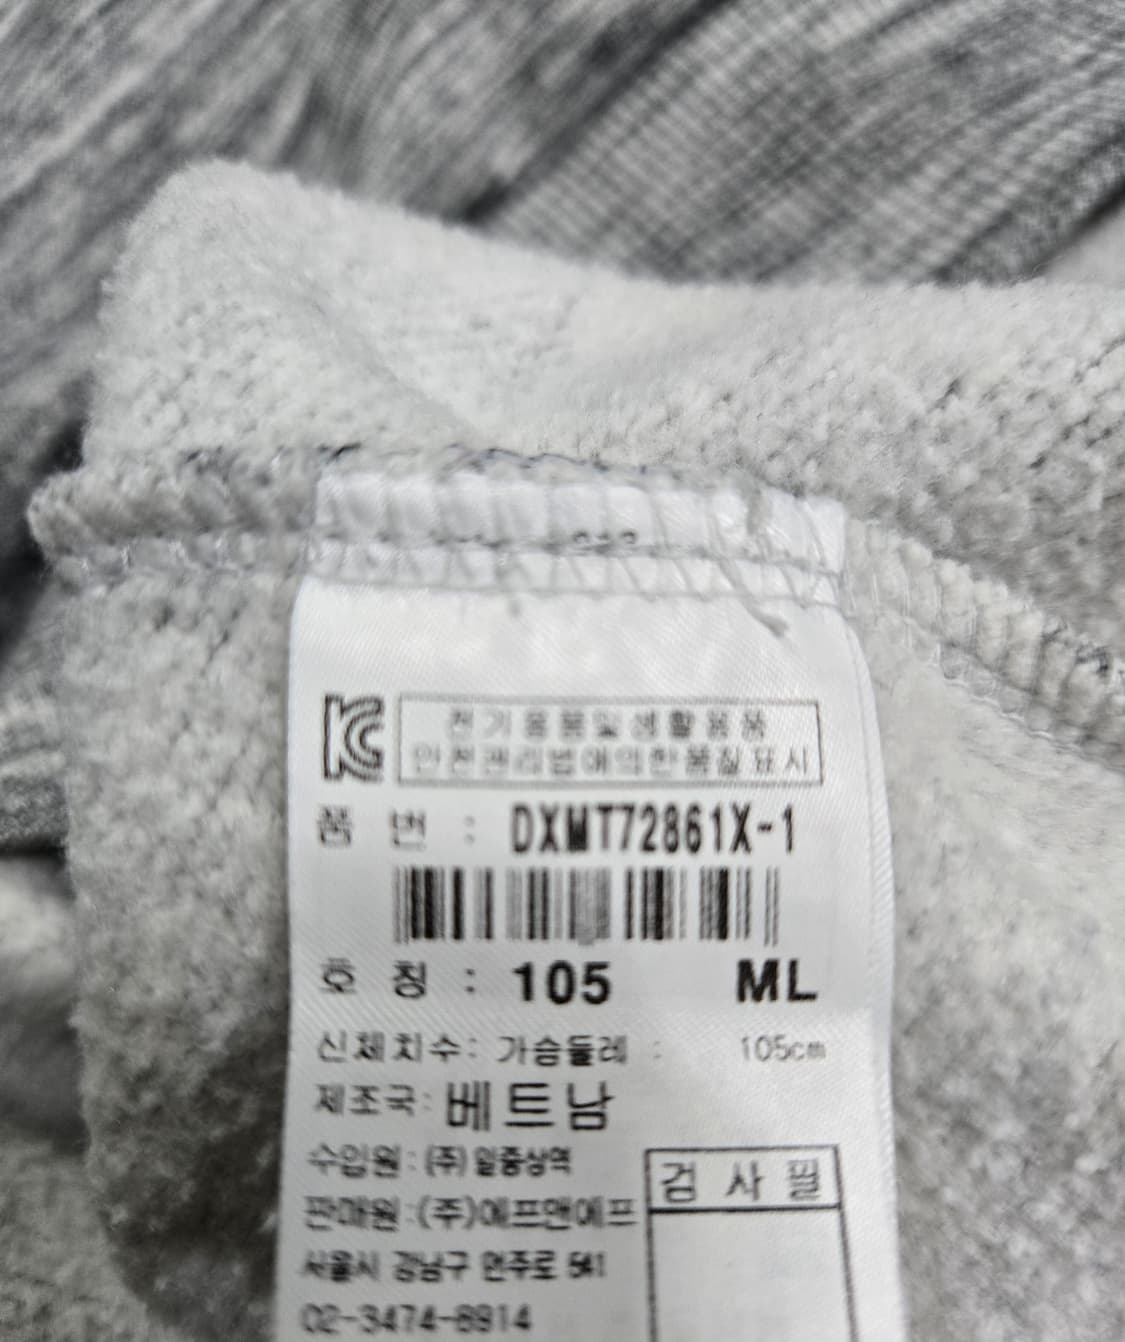 KC 전기용품및생활용품
안전관리법에의한품질표시
품 번 : DXMT72861X-1
호 칭 : 105 ML
신체치수: 가슴둘레 : 105cm
제조국: 베트남
수입원 : (주) 일중상역
판매원 : (주)에프앤에프
검 사 필
서울시 강남구 언주로 541
02-3474-8914